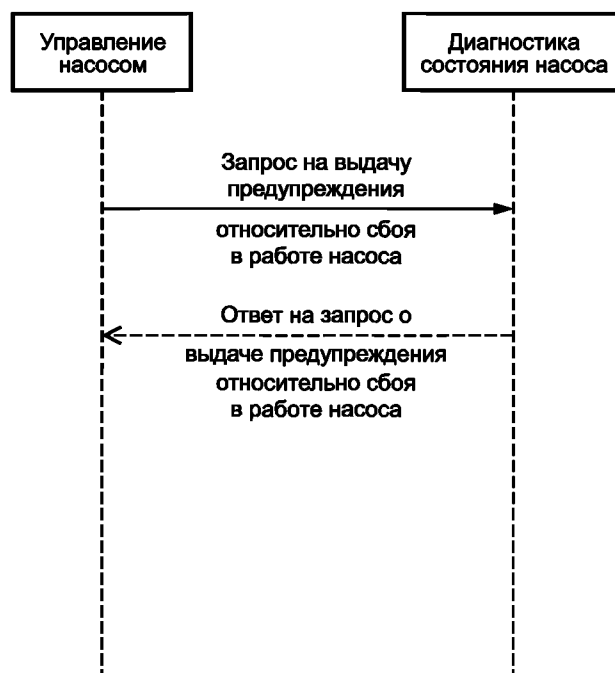 Управление
насосом
Диагностика
состояния насоса
Запрос на выдачу
предупреждения
относительно сбоя
в работе насоса
Ответ на запрос о
выдаче предупреждения
относительно сбоя
в работе насоса